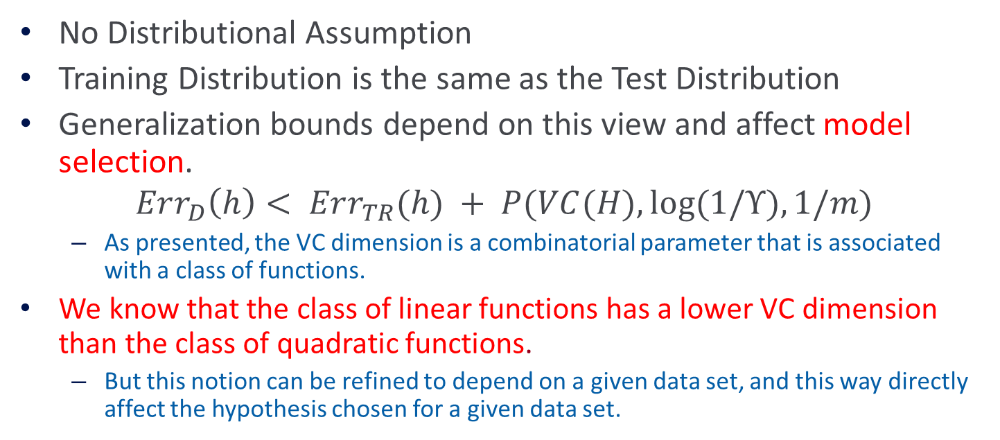 • No Distributional Assumption
• Training Distribution is the same as the Test Distribution
• Generalization bounds depend on this view and affect model
selection.
Err_D(h) < Err_TR(h) + P(VC(H), log(1/ϒ), 1/m)
– As presented, the VC dimension is a combinatorial parameter that is associated
with a class of functions.
• We know that the class of linear functions has a lower VC dimension
than the class of quadratic functions.
– But this notion can be refined to depend on a given data set, and this way directly
affect the hypothesis chosen for a given data set.